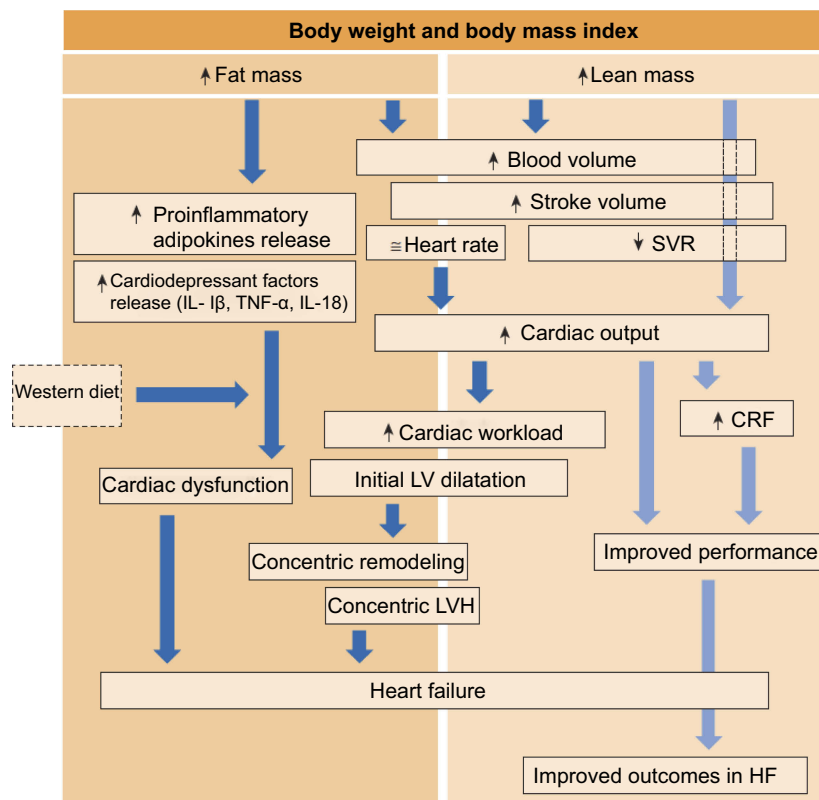 Body weight and body mass index
↑ Fat mass
↑ Lean mass
↑ Blood volume
↑ Stroke volume
↑ Proinflammatory
adipokines release
≅ Heart rate
↓ SVR
↑ Cardiodepressant factors
release (IL- Iβ, TNF-α, IL-18)
↑ Cardiac output
Western diet
↑ Cardiac workload
↑ CRF
Initial LV dilatation
Cardiac dysfunction
Concentric remodeling
Improved performance
Concentric LVH
Heart failure
Improved outcomes in HF